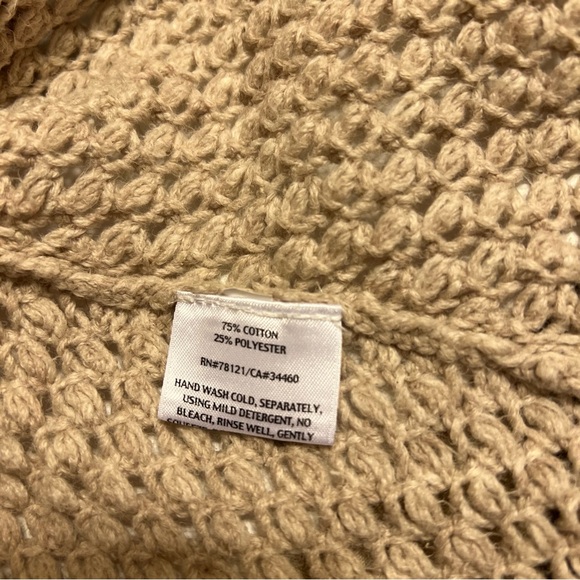 75% COTTON
25% POLYESTER
RN#78121/CA#34460
HAND WASH COLD, SEPARATELY,
USING MILD DETERGENT, NO
BLEACH, RINSE WELL, GENTLY